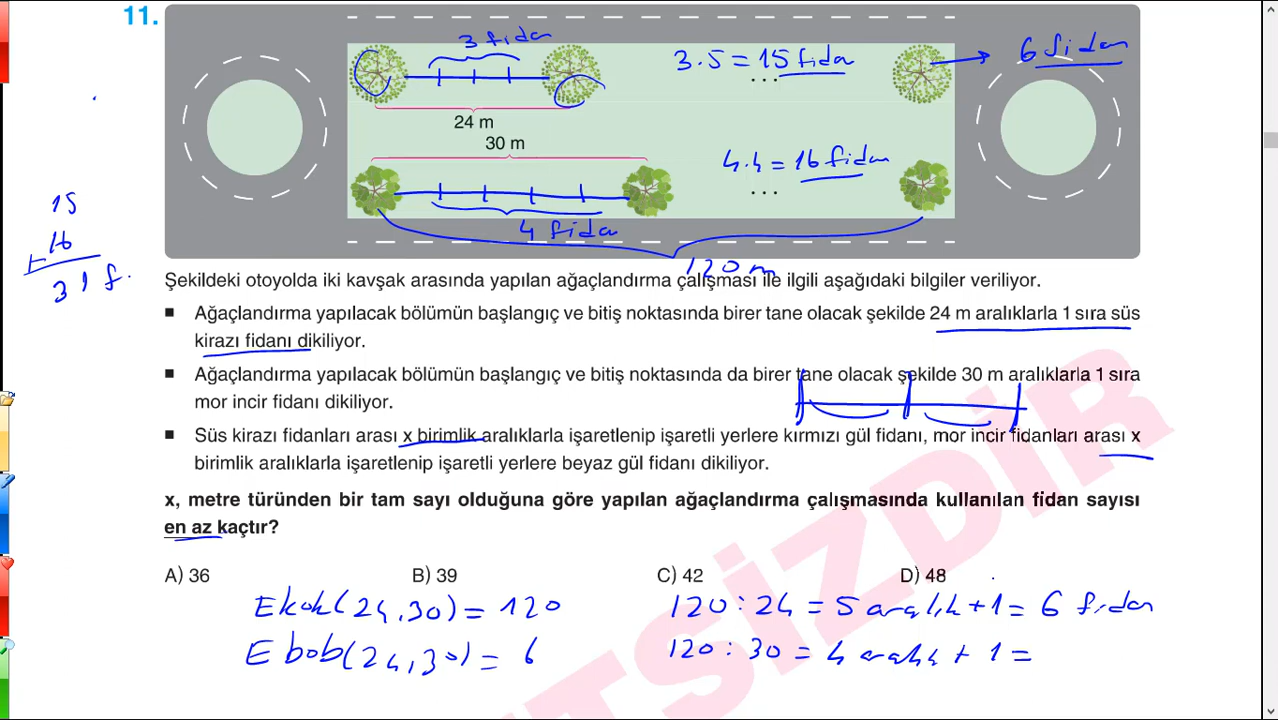 11.
3 fidan
24 m
30 m
3.5 = 15 fidan
...
6 fidan
4.4 = 16 fidan
...
4 fidan
120 m
15
16
+
31 f.
Şekildeki otoyolda iki kavşak arasında yapılan ağaçlandırma çalışması ile ilgili aşağıdaki bilgiler veriliyor.
▪ Ağaçlandırma yapılacak bölümün başlangıç ve bitiş noktasında birer tane olacak şekilde 24 m aralıklarla 1 sıra süs
kirazı fidanı dikiliyor.
▪ Ağaçlandırma yapılacak bölümün başlangıç ve bitiş noktasında da birer tane olacak şekilde 30 m aralıklarla 1 sıra
mor incir fidanı dikiliyor.
▪ Süs kirazı fidanları arası x birimlik aralıklarla işaretlenip işaretli yerlere kırmızı gül fidanı, mor incir fidanları arası x
birimlik aralıklarla işaretlenip işaretli yerlere beyaz gül fidanı dikiliyor.
x, metre türünden bir tam sayı olduğuna göre yapılan ağaçlandırma çalışmasında kullanılan fidan sayısı
en az kaçtır?
A) 36 B) 39 C) 42 D) 48
Ekok(24,30) = 120
Ebob(24,30) = 6
120 : 24 = 5 aralık + 1 = 6 fidan
120 : 30 = 4 aralık + 1 =
TSİZDİR